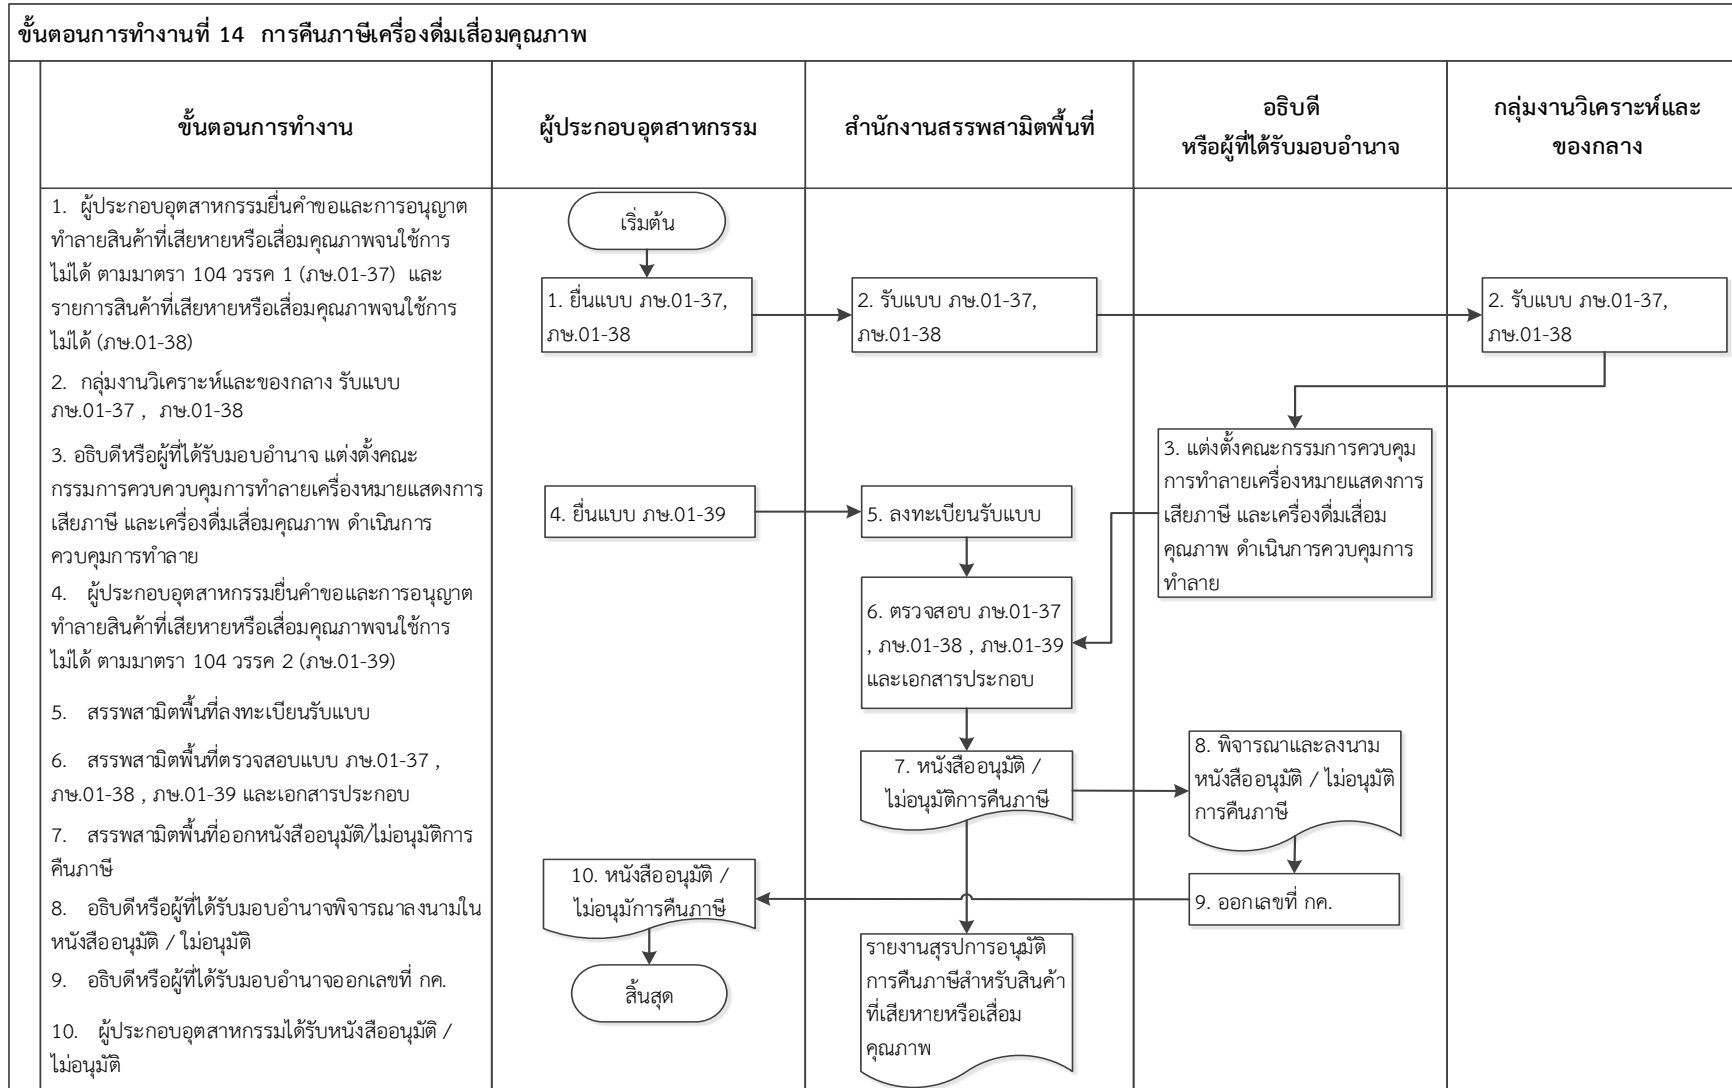 ขั้นตอนการทำงานที่ 14 การคืนภาษีเครื่องดื่มเสื่อมคุณภาพ
ขั้นตอนการทำงาน
ผู้ประกอบอุตสาหกรรม
สำนักงานสรรพสามิตพื้นที่
อธิบดี
หรือผู้ที่ได้รับมอบอำนาจ
กลุ่มงานวิเคราะห์และ
ของกลาง
1. ผู้ประกอบอุตสาหกรรมยื่นคำขอและการอนุญาต
ทำลายสินค้าที่เสียหายหรือเสื่อมคุณภาพจนใช้การ
ไม่ได้ ตามมาตรา 104 วรรค 1 (ภษ.01-37) และ
รายการสินค้าที่เสียหายหรือเสื่อมคุณภาพจนใช้การ
ไม่ได้ (ภษ.01-38)
2. กลุ่มงานวิเคราะห์และของกลาง รับแบบ
ภษ.01-37 , ภษ.01-38
3. อธิบดีหรือผู้ที่ได้รับมอบอำนาจ แต่งตั้งคณะ
กรรมการควบควบคุมการทำลายเครื่องหมายแสดงการ
เสียภาษี และเครื่องดื่มเสื่อมคุณภาพ ดำเนินการ
ควบคุมการทำลาย
4. ผู้ประกอบอุตสาหกรรมยื่นคำขอและการอนุญาต
ทำลายสินค้าที่เสียหายหรือเสื่อมคุณภาพจนใช้การ
ไม่ได้ ตามมาตรา 104 วรรค 2 (ภษ.01-39)
5. สรรพสามิตพื้นที่ลงทะเบียนรับแบบ
6. สรรพสามิตพื้นที่ตรวจสอบแบบ ภษ.01-37 ,
ภษ.01-38 , ภษ.01-39 และเอกสารประกอบ
7. สรรพสามิตพื้นที่ออกหนังสืออนุมัติ/ไม่อนุมัติการ
คืนภาษี
8. อธิบดีหรือผู้ที่ได้รับมอบอำนาจพิจารณาลงนามใน
หนังสืออนุมัติ / ใม่อนุมัติ
9. อธิบดีหรือผู้ที่ได้รับมอบอำนาจออกเลขที่ กค.
10. ผู้ประกอบอุตสาหกรรมได้รับหนังสืออนุมัติ /
ไม่อนุมัติ
เริ่มต้น
1. ยื่นแบบ ภษ.01-37,
ภษ.01-38
2. รับแบบ ภษ.01-37,
ภษ.01-38
2. รับแบบ ภษ.01-37,
ภษ.01-38
3. แต่งตั้งคณะกรรมการควบคุม
การทำลายเครื่องหมายแสดงการ
เสียภาษี และเครื่องดื่มเสื่อม
คุณภาพ ดำเนินการควบคุมการ
ทำลาย
4. ยื่นแบบ ภษ.01-39
5. ลงทะเบียนรับแบบ
6. ตรวจสอบ ภษ.01-37
, ภษ.01-38 , ภษ.01-39
และเอกสารประกอบ
7. หนังสืออนุมัติ /
ไม่อนุมัติการคืนภาษี
8. พิจารณาและลงนาม
หนังสืออนุมัติ / ไม่อนุมัติ
การคืนภาษี
9. ออกเลขที่ กค.
10. หนังสืออนุมัติ /
ไม่อนุมัการคืนภาษี
รายงานสุรปการอนุมัติ
การคืนภาษีสำหรับสินค้า
ที่เสียหายหรือเสื่อม
คุณภาพ
สิ้นสุด